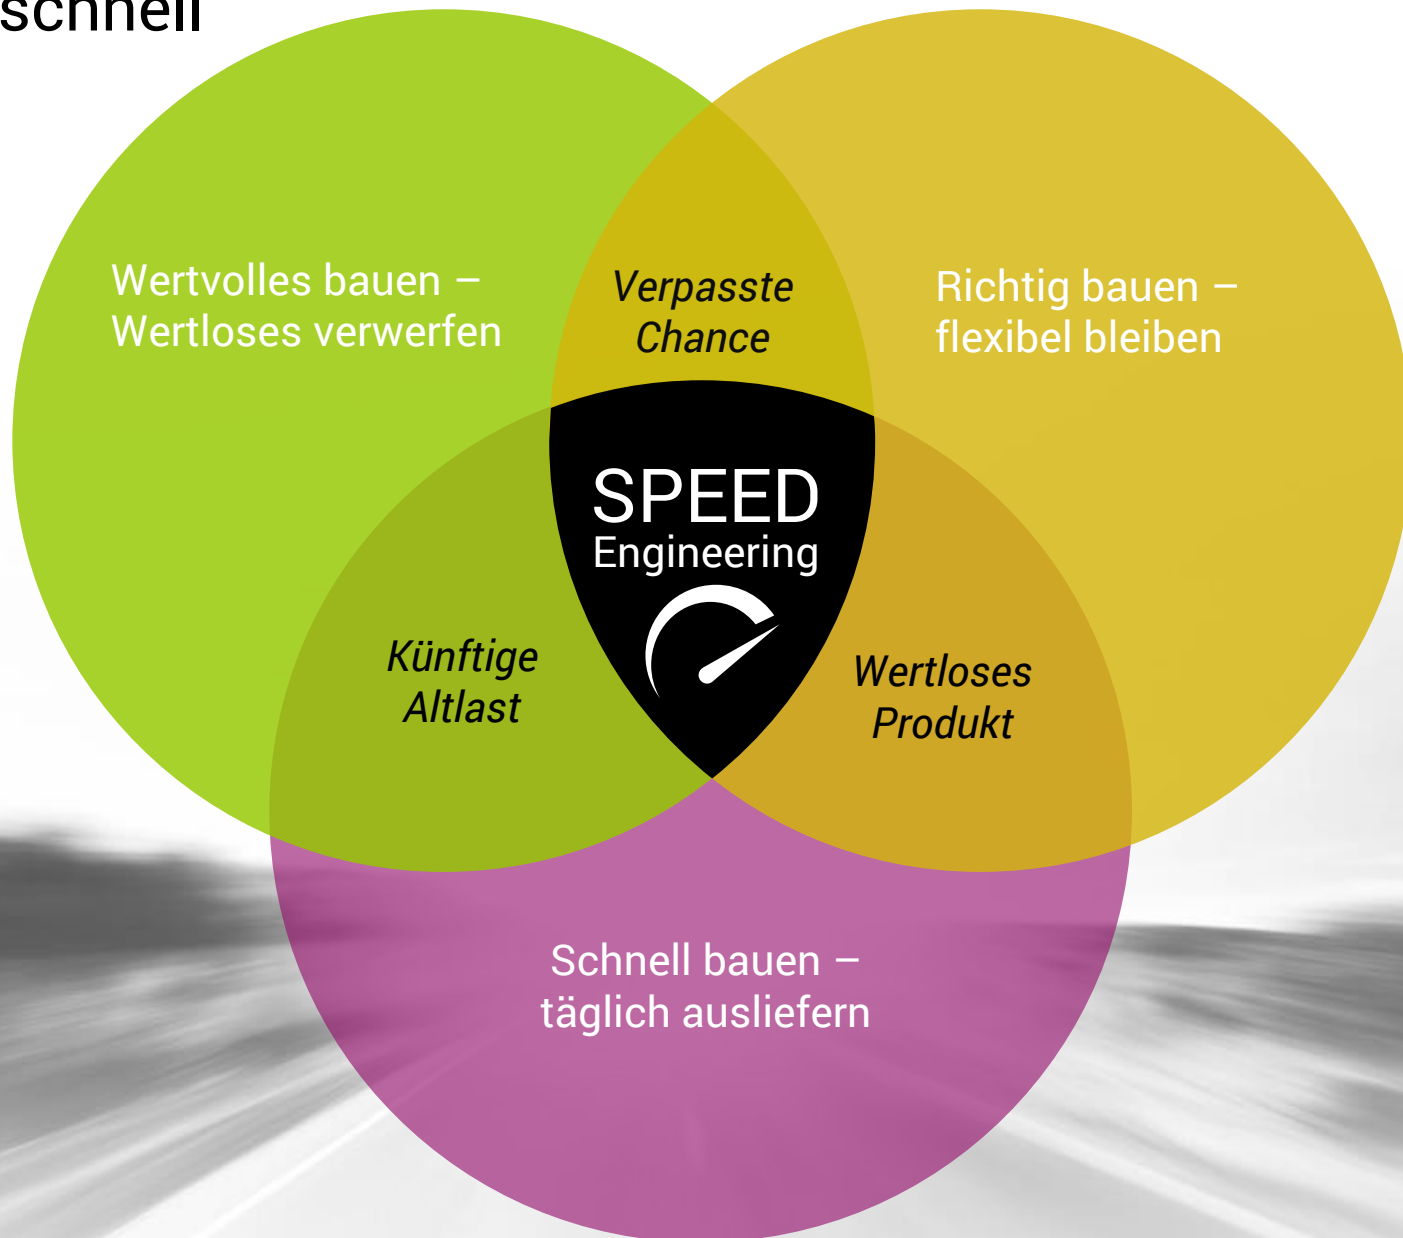 schnell
Wertvolles bauen –
Wertloses verwerfen
Verpasste
Chance
Richtig bauen –
flexibel bleiben
SPEED
Engineering
Künftige
Altlast
Wertloses
Produkt
Schnell bauen –
täglich ausliefern